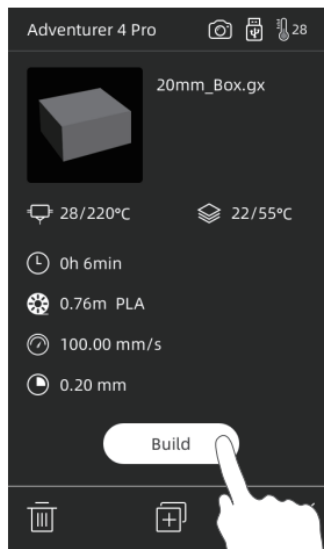 Adventurer 4 Pro 28
20mm_Box.gx
28/220℃ 22/55℃
0h 6min
0.76m PLA
100.00 mm/s
0.20 mm
Build